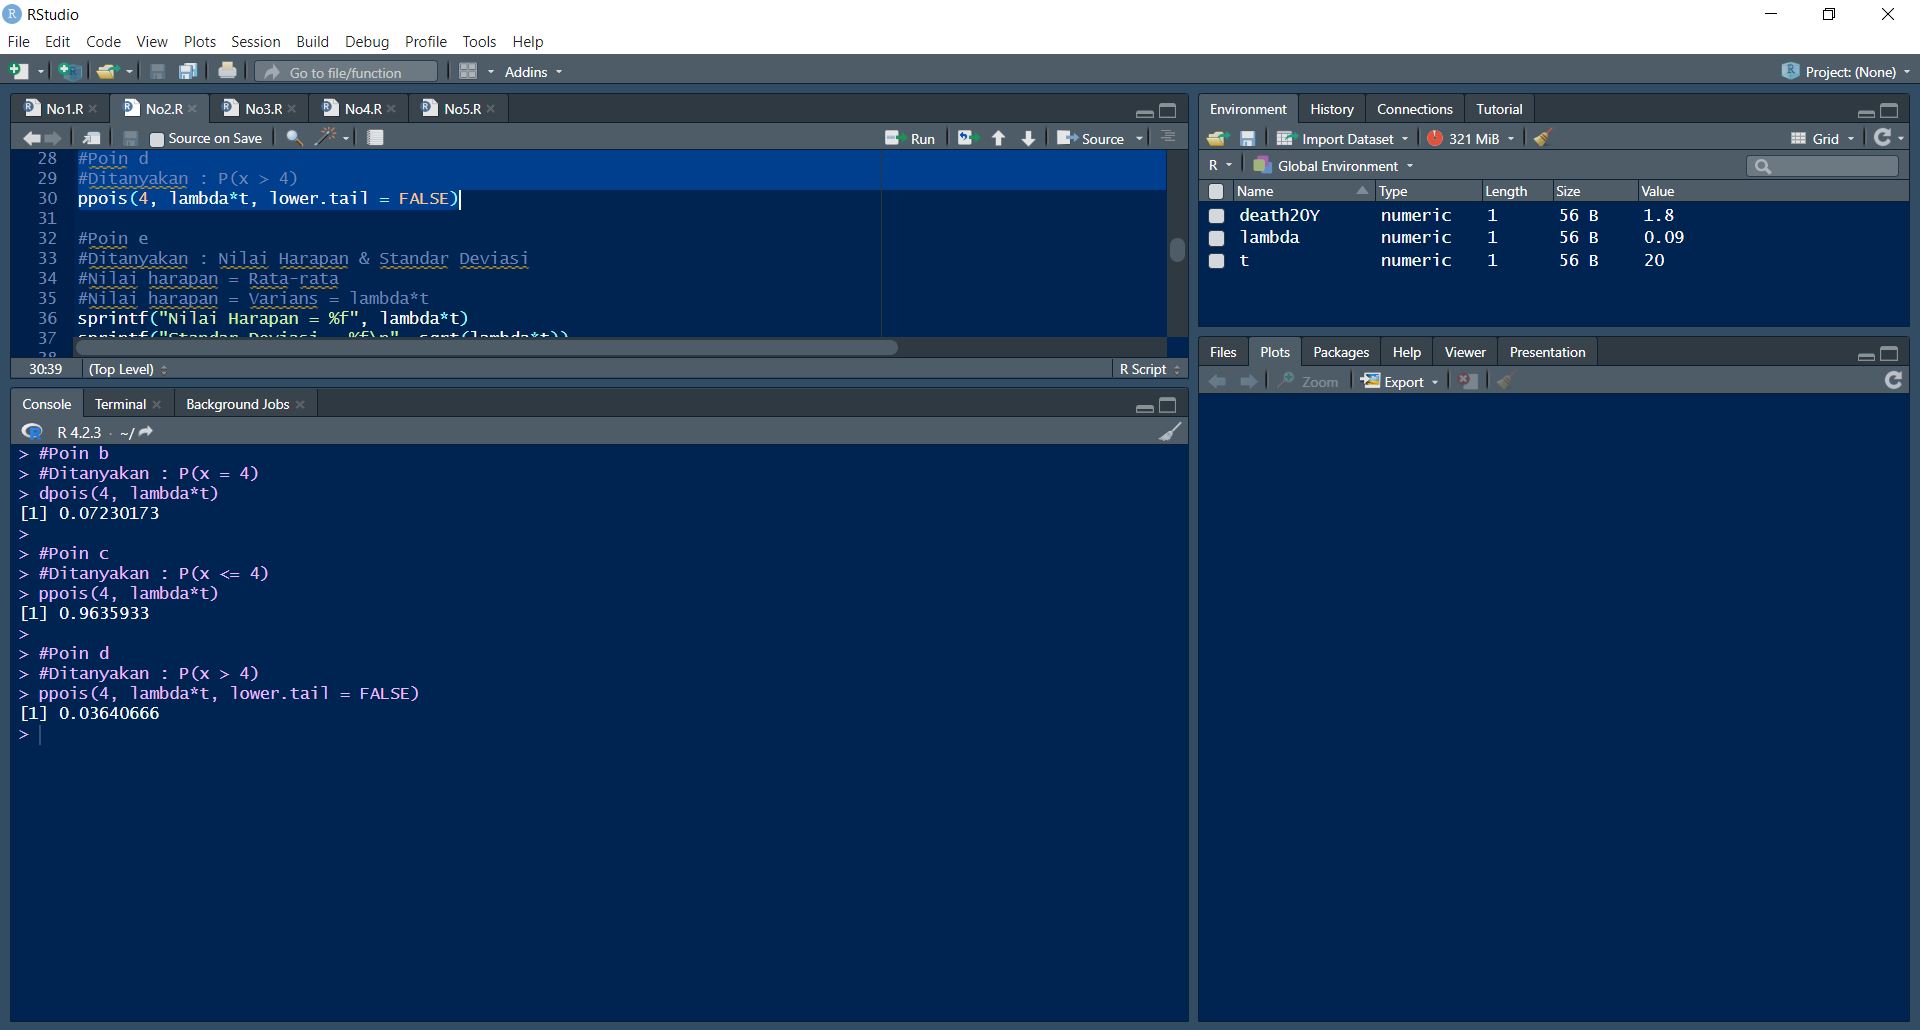 RStudio
File Edit Code View Plots Session Build Debug Profile Tools Help
Go to file/function Addins Project: (None)
No1.R No2.R No3.R No4.R No5.R
Source on Save Run Source
28 #Poin d
29 #Ditanyakan : P(x > 4)
30 ppois(4, lambda*t, lower.tail = FALSE)
31
32 #Poin e
33 #Ditanyakan : Nilai Harapan & Standar Deviasi
34 #Nilai harapan = Rata-rata
35 #Nilai harapan = Varians = lambda*t
36 sprintf("Nilai Harapan = %f", lambda*t)
37
30:39 (Top Level) R Script
Console Terminal Background Jobs
R 4.2.3 · ~/
> #Poin b
> #Ditanyakan : P(x = 4)
> dpois(4, lambda*t)
[1] 0.07230173
>
> #Poin c
> #Ditanyakan : P(x <= 4)
> ppois(4, lambda*t)
[1] 0.9635933
>
> #Poin d
> #Ditanyakan : P(x > 4)
> ppois(4, lambda*t, lower.tail = FALSE)
[1] 0.03640666
>
Environment History Connections Tutorial
Import Dataset 321 MiB Grid
R Global Environment
Name Type Length Size Value
death20Y numeric 1 56 B 1.8
lambda numeric 1 56 B 0.09
t numeric 1 56 B 20
Files Plots Packages Help Viewer Presentation
Zoom Export